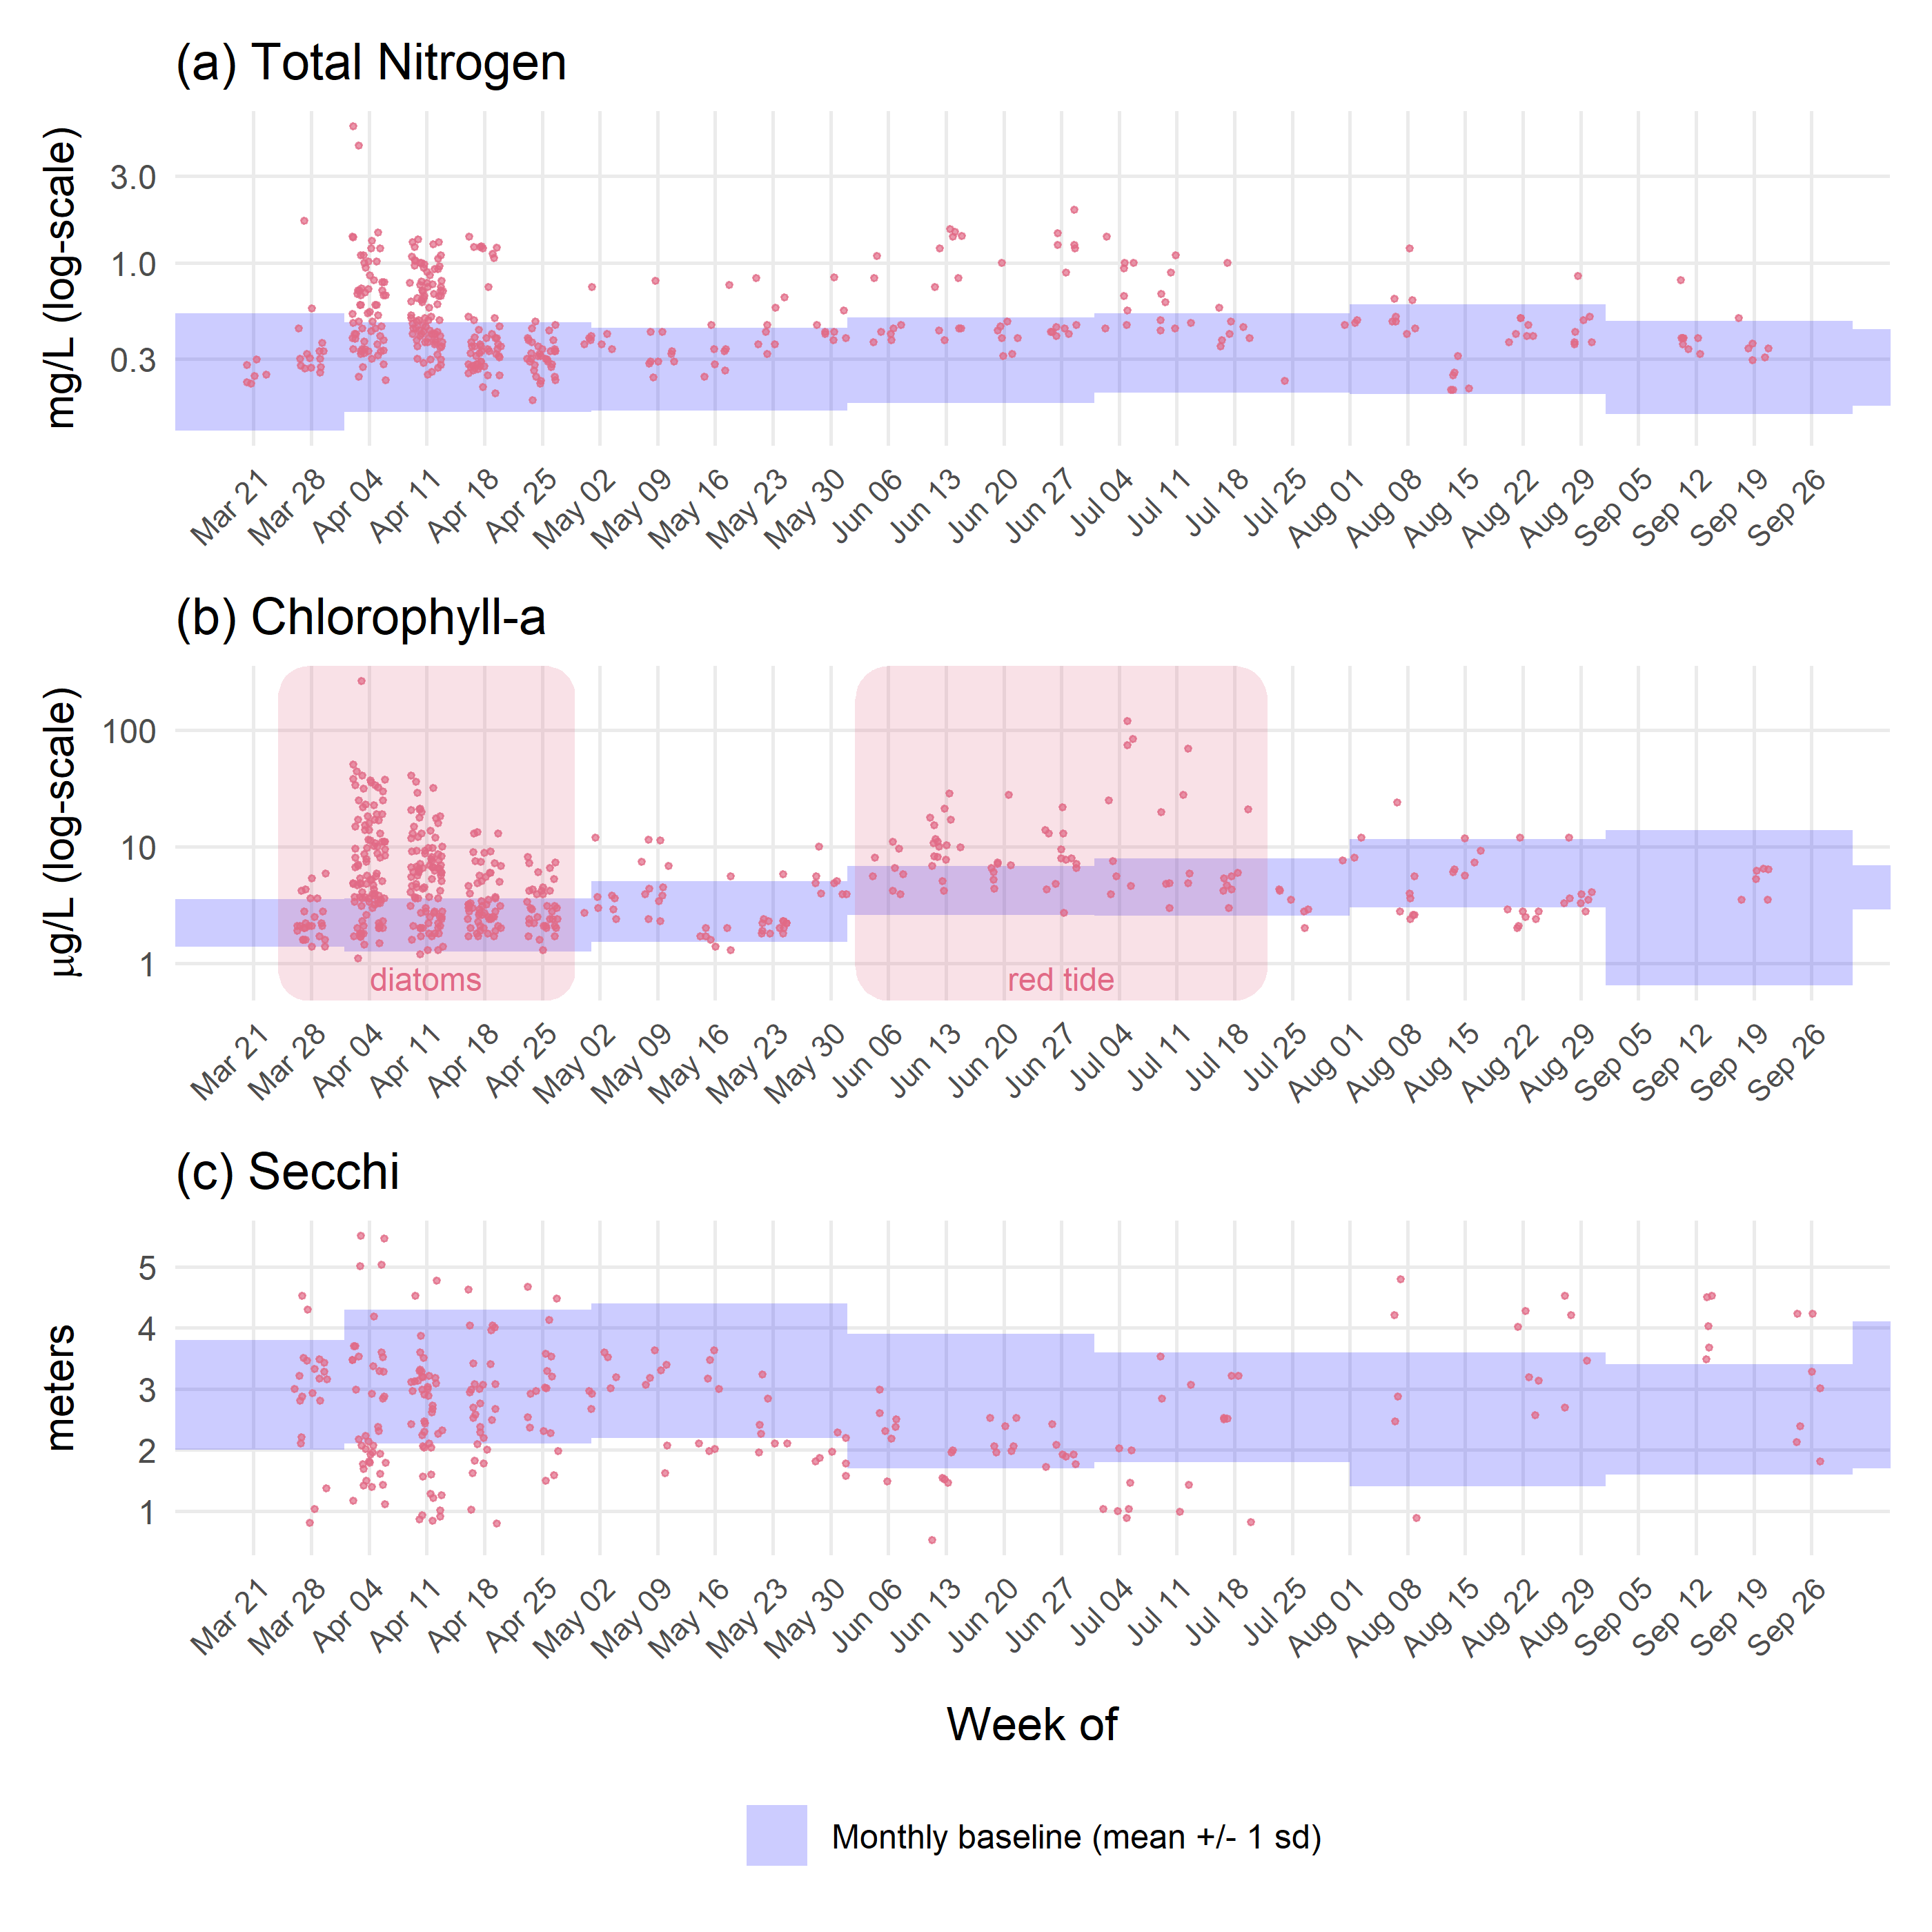 (a) Total Nitrogen
mg/L (log-scale)
3.0
1.0
0.3
Mar 21 Mar 28 Apr 04 Apr 11 Apr 18 Apr 25 May 02 May 09 May 16 May 23 May 30 Jun 06 Jun 13 Jun 20 Jun 27 Jul 04 Jul 11 Jul 18 Jul 25 Aug 01 Aug 08 Aug 15 Aug 22 Aug 29 Sep 05 Sep 12 Sep 19 Sep 26
(b) Chlorophyll-a
µg/L (log-scale)
100
10
1
diatoms
red tide
Mar 21 Mar 28 Apr 04 Apr 11 Apr 18 Apr 25 May 02 May 09 May 16 May 23 May 30 Jun 06 Jun 13 Jun 20 Jun 27 Jul 04 Jul 11 Jul 18 Jul 25 Aug 01 Aug 08 Aug 15 Aug 22 Aug 29 Sep 05 Sep 12 Sep 19 Sep 26
(c) Secchi
meters
5
4
3
2
1
Mar 21 Mar 28 Apr 04 Apr 11 Apr 18 Apr 25 May 02 May 09 May 16 May 23 May 30 Jun 06 Jun 13 Jun 20 Jun 27 Jul 04 Jul 11 Jul 18 Jul 25 Aug 01 Aug 08 Aug 15 Aug 22 Aug 29 Sep 05 Sep 12 Sep 19 Sep 26
Week of
Monthly baseline (mean +/- 1 sd)